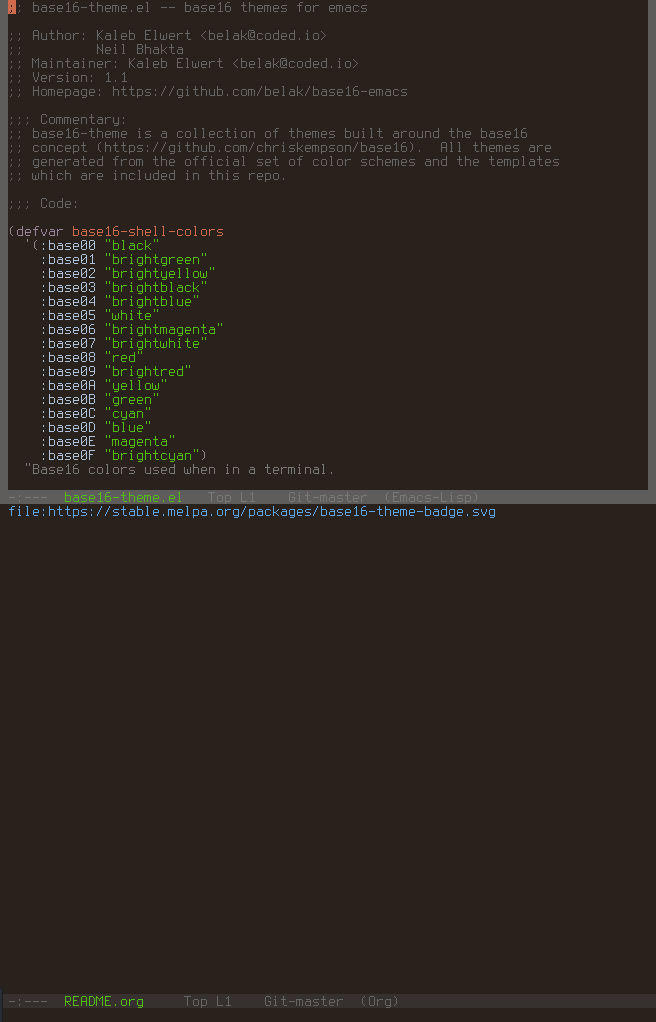 ;; base16-theme.el -- base16 themes for emacs
;; Author: Kaleb Elwert <belak@coded.io>
;;         Neil Bhakta
;; Maintainer: Kaleb Elwert <belak@coded.io>
;; Version: 1.1
;; Homepage: https://github.com/belak/base16-emacs
;;; Commentary:
;; base16-theme is a collection of themes built around the base16
;; concept (https://github.com/chriskempson/base16).  All themes are
;; generated from the official set of color schemes and the templates
;; which are included in this repo.
;;; Code:
(defvar base16-shell-colors
  '(:base00 "black"
    :base01 "brightgreen"
    :base02 "brightyellow"
    :base03 "brightblack"
    :base04 "brightblue"
    :base05 "white"
    :base06 "brightmagenta"
    :base07 "brightwhite"
    :base08 "red"
    :base09 "brightred"
    :base0A "yellow"
    :base0B "green"
    :base0C "cyan"
    :base0D "blue"
    :base0E "magenta"
    :base0F "brightcyan")
  "Base16 colors used when in a terminal.
-:---  base16-theme.el   Top L1    Git-master  (Emacs-Lisp)
file:https://stable.melpa.org/packages/base16-theme-badge.svg
-:---  README.org     Top L1    Git-master  (Org)